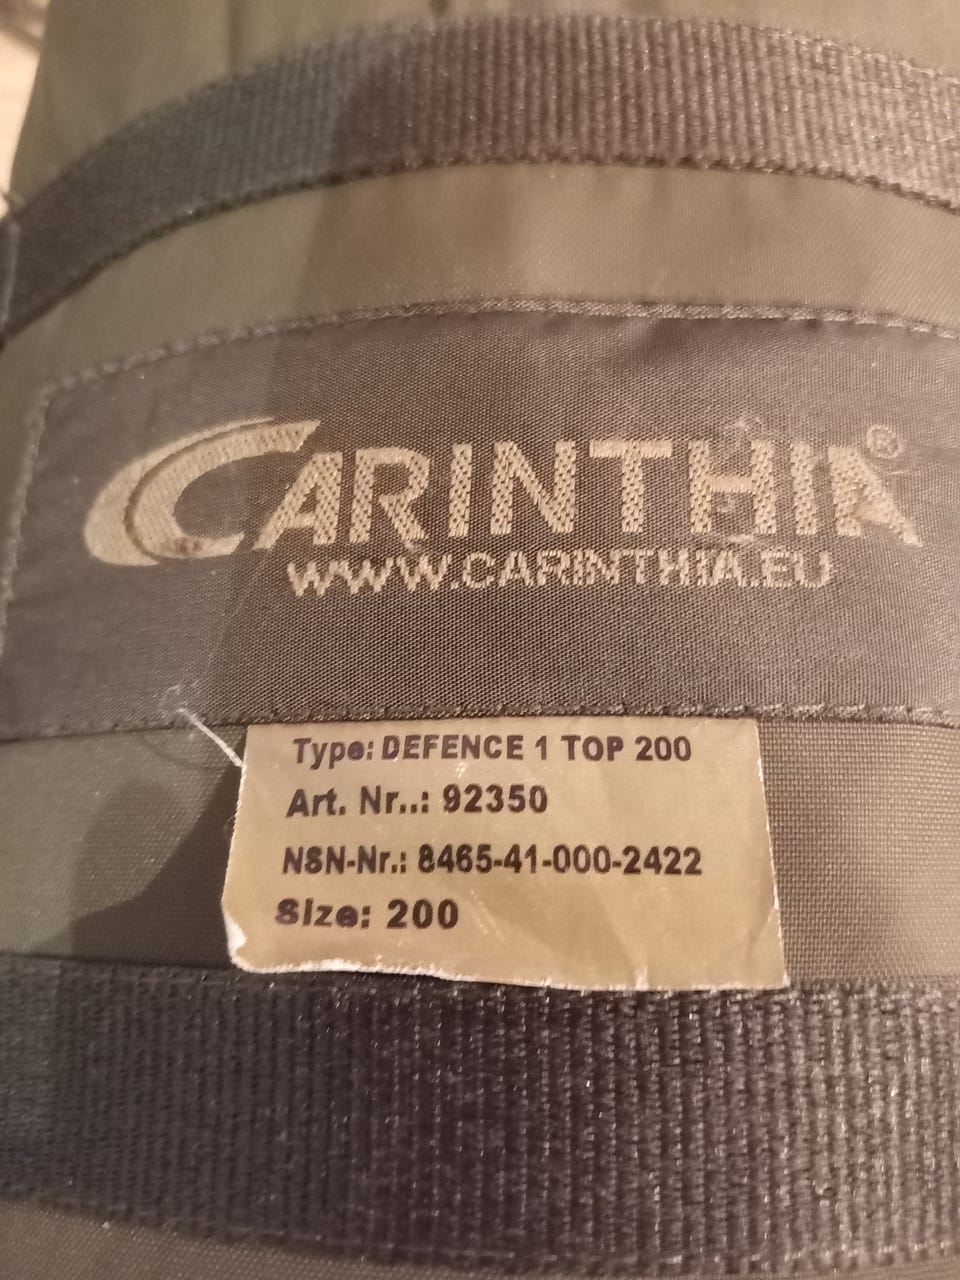 CARINTHIA®
WWW.CARINTHIA.EU
Type: DEFENCE 1 TOP 200
Art. Nr..: 92350
NSN-Nr.: 8465-41-000-2422
Size: 200